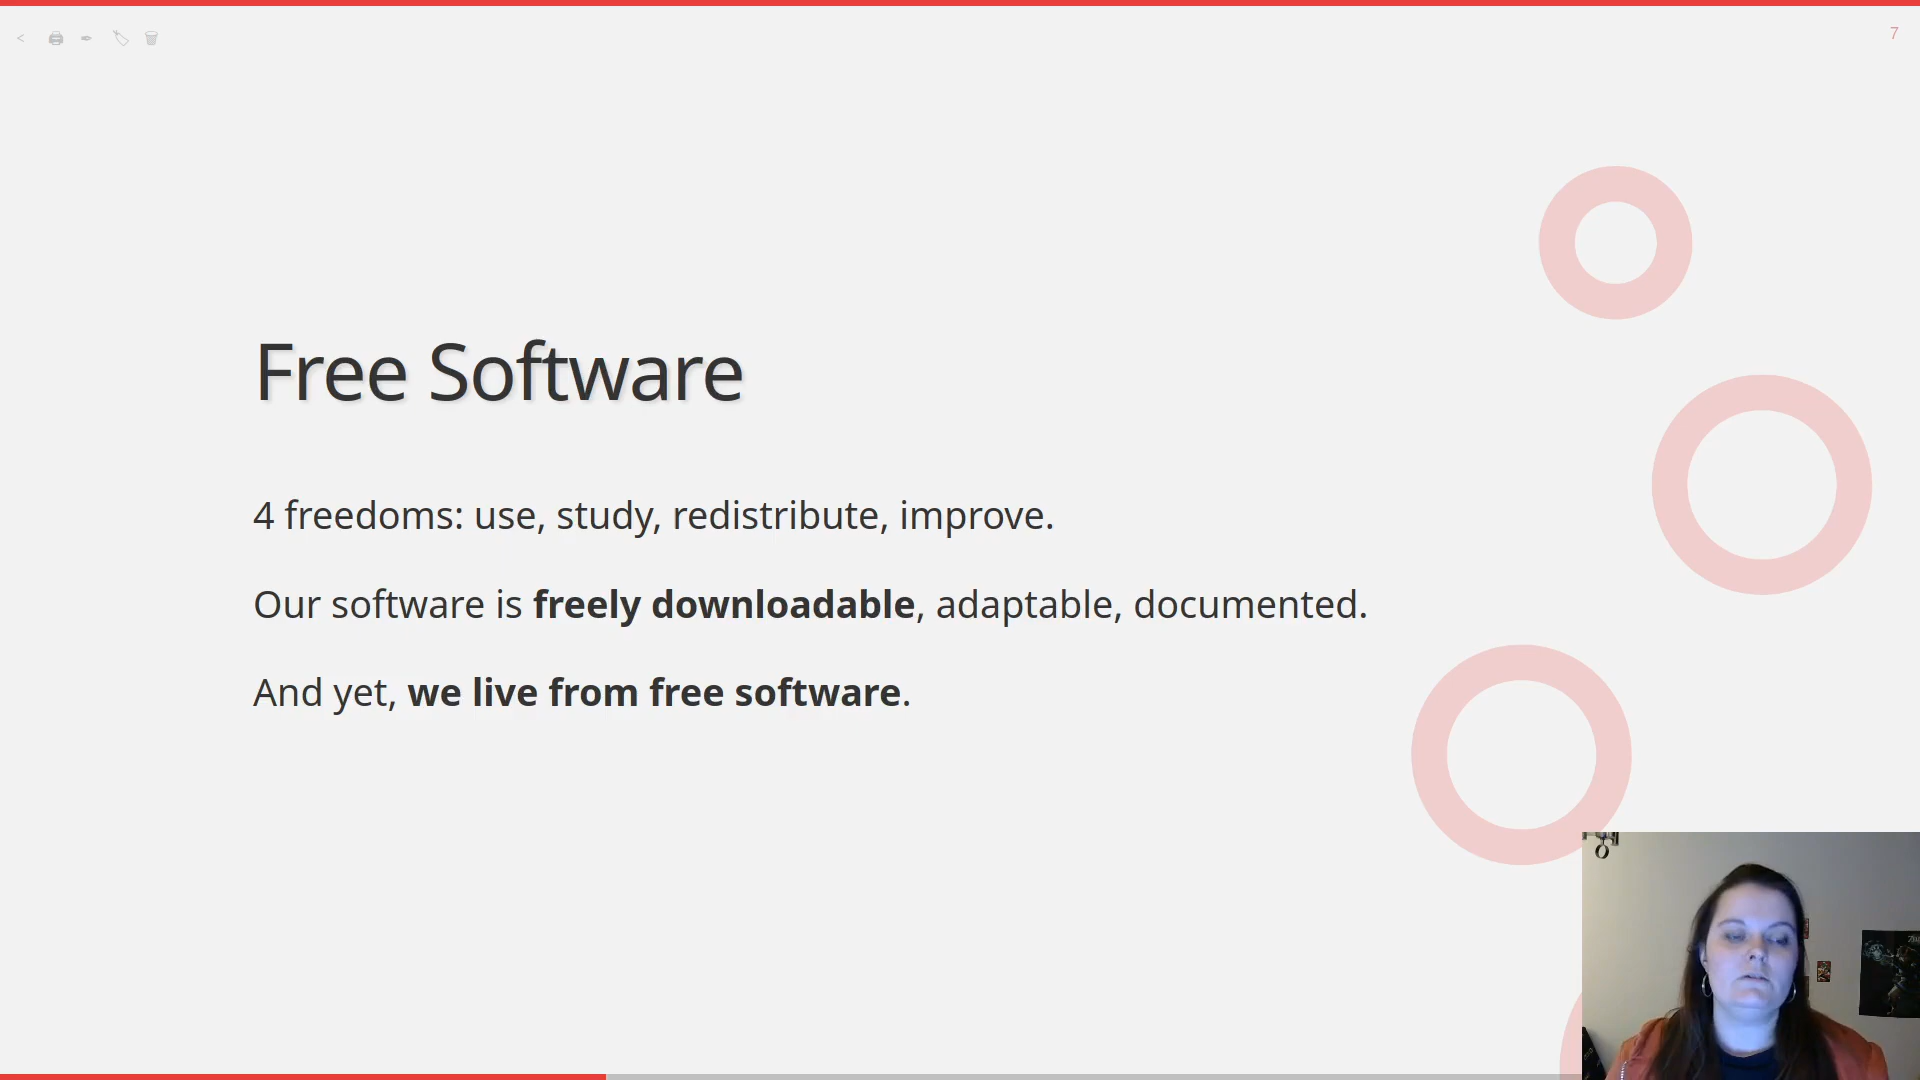 <
7
Free Software
4 freedoms: use, study, redistribute, improve.
Our software is freely downloadable, adaptable, documented.
And yet, we live from free software.